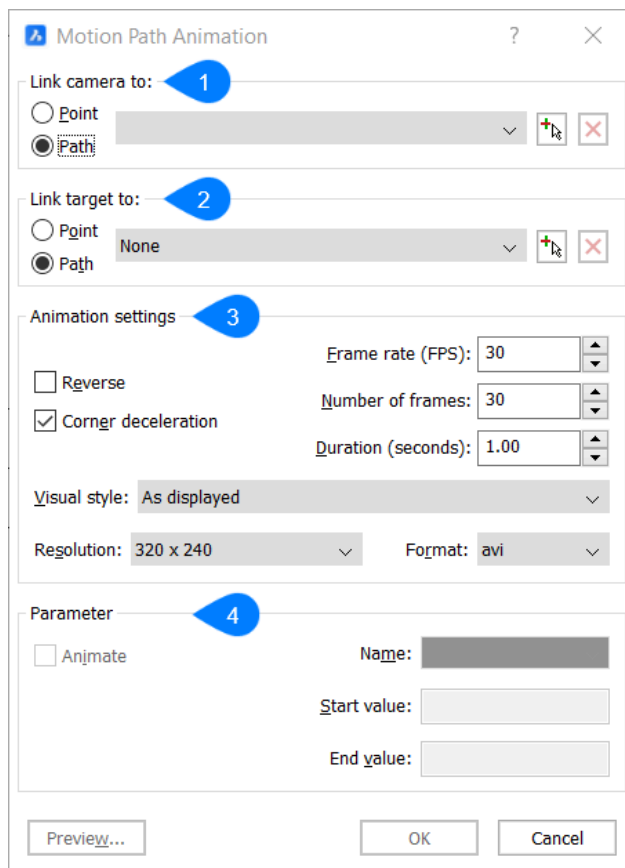 Motion Path Animation ? ×
Link camera to: 1
Point
Path
Link target to: 2
Point
None
Path
Animation settings 3
Frame rate (FPS): 30
Reverse
Number of frames: 30
Corner deceleration
Duration (seconds): 1.00
Visual style: As displayed
Resolution: 320 x 240 Format: avi
Parameter 4
Animate Name:
Start value:
End value:
Preview... OK Cancel